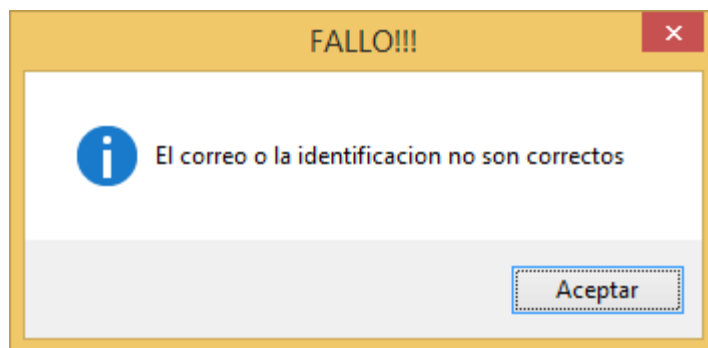 FALLO!!!
El correo o la identificacion no son correctos
Aceptar